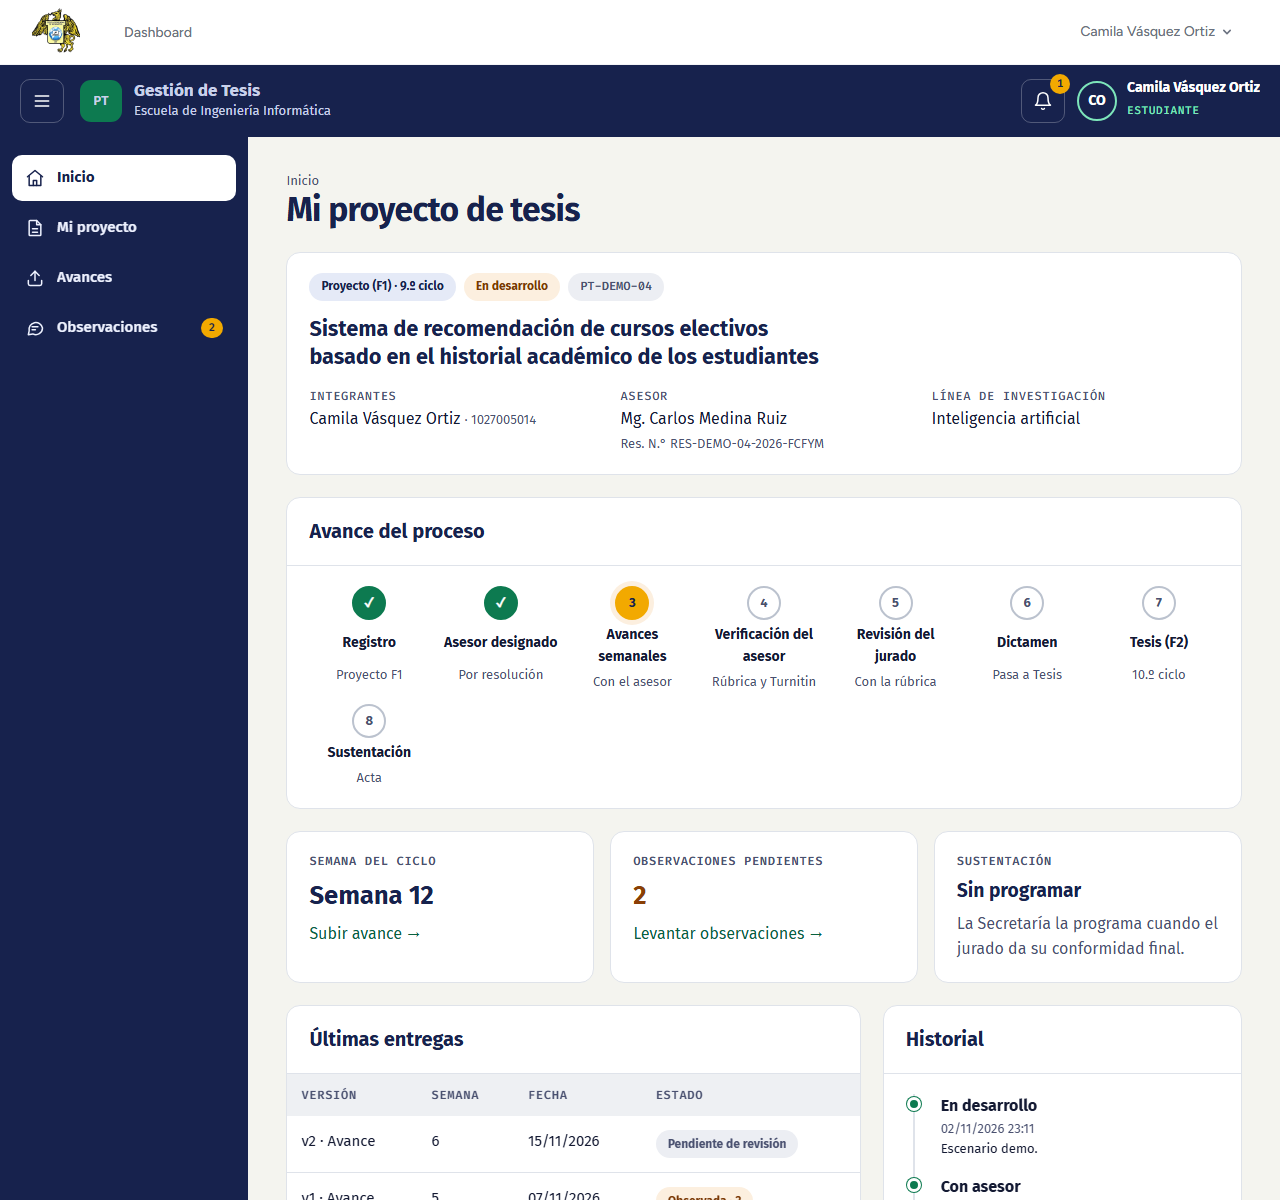 Dashboard
Camila Vásquez Ortiz
PT
Gestión de Tesis
Escuela de Ingeniería Informática
1
CO
Camila Vásquez Ortiz
ESTUDIANTE
Inicio
Mi proyecto
Avances
Observaciones
2
Inicio
Mi proyecto de tesis
Proyecto (F1) · 9.º ciclo
En desarrollo
PT-DEMO-04
Sistema de recomendación de cursos electivos
basado en el historial académico de los estudiantes
INTEGRANTES
Camila Vásquez Ortiz · 1027005014
ASESOR
Mg. Carlos Medina Ruiz
Res. N.° RES-DEMO-04-2026-FCFYM
LÍNEA DE INVESTIGACIÓN
Inteligencia artificial
Avance del proceso
✓
Registro
Proyecto F1
✓
Asesor designado
Por resolución
3
Avances
semanales
Con el asesor
4
Verificación del
asesor
Rúbrica y Turnitin
5
Revisión del
jurado
Con la rúbrica
6
Dictamen
Pasa a Tesis
7
Tesis (F2)
10.º ciclo
8
Sustentación
Acta
SEMANA DEL CICLO
Semana 12
Subir avance →
OBSERVACIONES PENDIENTES
2
Levantar observaciones →
SUSTENTACIÓN
Sin programar
La Secretaría la programa cuando el
jurado da su conformidad final.
Últimas entregas
VERSIÓN SEMANA FECHA ESTADO
v2 · Avance 6 15/11/2026 Pendiente de revisión
v1 · Avance 5 07/11/2026 Observada · 2
Historial
En desarrollo
02/11/2026 23:11
Escenario demo.
Con asesor